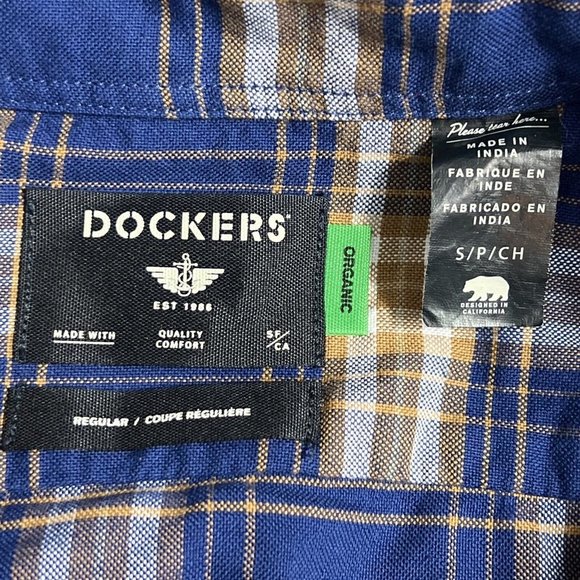 DOCKERS®
EST 1986
MADE WITH
QUALITY
COMFORT
SF/
CA
REGULAR / COUPE RÉGULIÈRE
ORGANIC
Please tear here...
MADE IN
INDIA
FABRIQUE EN
INDE
FABRICADO EN
INDIA
S/P/CH
DESIGNED IN
CALIFORNIA